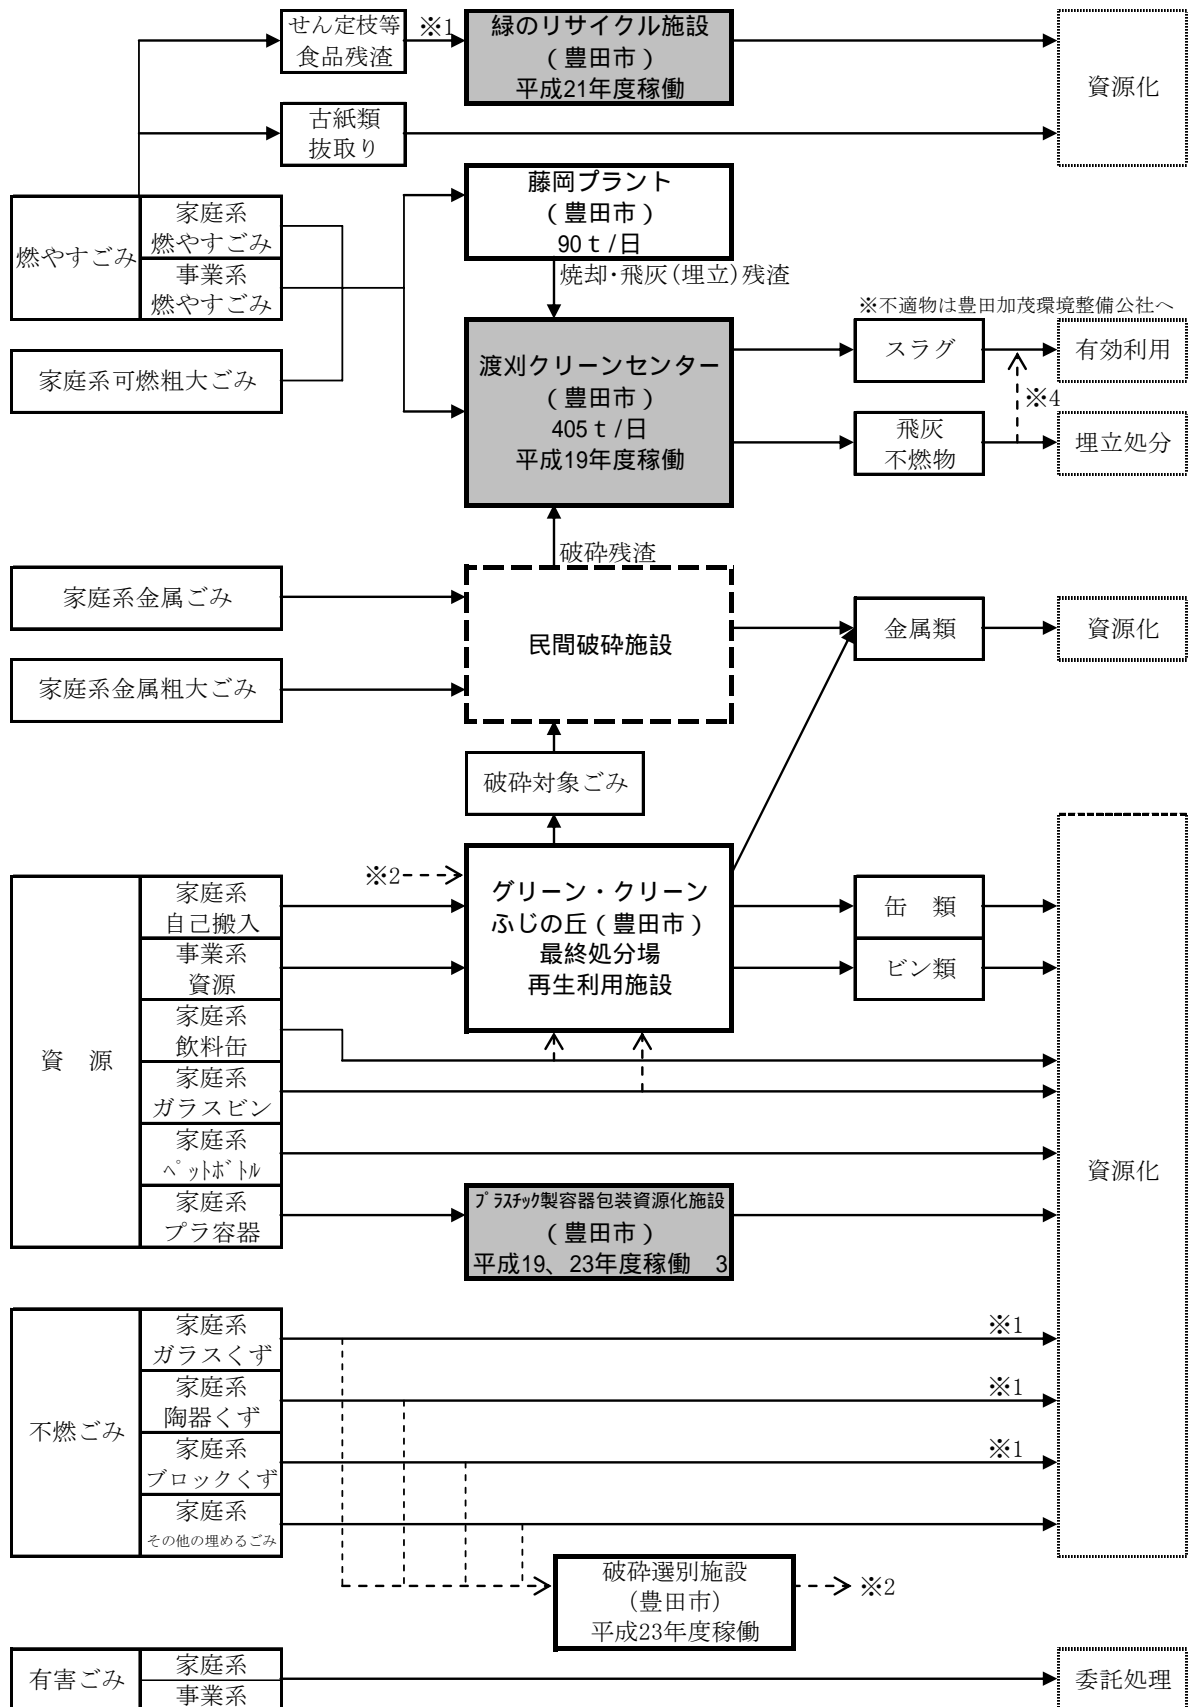 せん定枝等
食品残渣
※1
緑のリサイクル施設
（豊田市）
平成21年度稼働
資源化
古紙類
抜取り
藤岡プラント
（豊田市）
90ｔ/日
燃やすごみ
家庭系
燃やすごみ
事業系
燃やすごみ
焼却･飛灰(埋立)残渣
家庭系可燃粗大ごみ
渡刈クリーンセンター
（豊田市）
405ｔ/日
平成19年度稼働
※不適物は豊田加茂環境整備公社へ
スラグ
有効利用
※4
飛灰
不燃物
埋立処分
破砕残渣
家庭系金属ごみ
家庭系金属粗大ごみ
民間破砕施設
金属類
資源化
破砕対象ごみ
※2
グリーン・クリーン
ふじの丘（豊田市）
最終処分場
再生利用施設
缶　類
ビン類
資　源
家庭系
自己搬入
事業系
資源
家庭系
飲料缶
家庭系
ガラスビン
家庭系
ﾍﾟｯﾄﾎﾞﾄﾙ
家庭系
プラ容器
ﾌﾟﾗｽﾁｯｸ製容器包装資源化施設
（豊田市）
平成19、23年度稼働　3
資源化
不燃ごみ
家庭系
ガラスくず
※1
家庭系
陶器くず
※1
家庭系
ブロックくず
※1
家庭系
その他の埋めるごみ
破砕選別施設
(豊田市)
平成23年度稼働
※2
有害ごみ
家庭系
事業系
委託処理